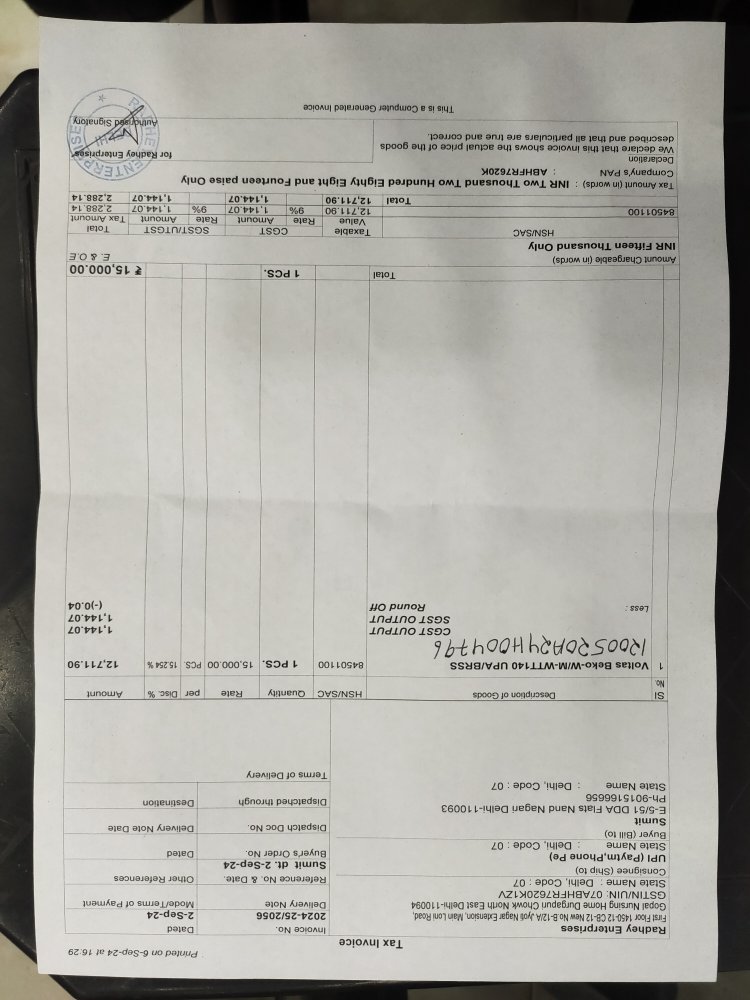 Printed on 6-Sep-24 at 16:29
Tax Invoice
Radhey Enterprises
First Floor 1450-12 CB-12 New No.B-12/A Jyoti Nagar Extension, Main Loni Road,
Gopal Nursing Home Durgapuri Chowk North East Delhi-110094
GSTIN/UIN: 07ABHFR7620K1ZV
State Name : Delhi, Code : 07
Consignee (Ship to)
UPI (Paytm,Phone Pe)
State Name : Delhi, Code : 07
Buyer (Bill to)
Sumit
E-5/51 DDA Flats Nand Nagari Delhi-110093
Ph-9015166656
State Name : Delhi, Code : 07
Invoice No. Dated
2024-25/2056 2-Sep-24
Delivery Note Mode/Terms of Payment
Reference No. & Date. Other References
Sumit dt. 2-Sep-24
Buyer's Order No. Dated
Dispatch Doc No. Delivery Note Date
Dispatched through Destination
Terms of Delivery
Sl No. Description of Goods HSN/SAC Quantity Rate per Disc. % Amount
1 Voltas Beko-W/M-WTT140 UPA/BRSS 84501100 1 PCS. 15,000.00 PCS. 15.254 % 12,711.90
1200520A24H004796
CGST OUTPUT 1,144.07
SGST OUTPUT 1,144.07
Less : Round Off (-)0.04
Total 1 PCS. ₹ 15,000.00
Amount Chargeable (in words) E. & O.E
INR Fifteen Thousand Only
HSN/SAC Taxable Value CGST SGST/UTGST Total Tax Amount
Rate Amount Rate Amount
84501100 12,711.90 9% 1,144.07 9% 1,144.07 2,288.14
Total 12,711.90 1,144.07 1,144.07 2,288.14
Tax Amount (in words) : INR Two Thousand Two Hundred Eighty Eight and Fourteen paise Only
Company's PAN : ABHFR7620K
Declaration
We declare that this invoice shows the actual price of the goods
described and that all particulars are true and correct.
for Radhey Enterprises
Authorised Signatory
This is a Computer Generated Invoice